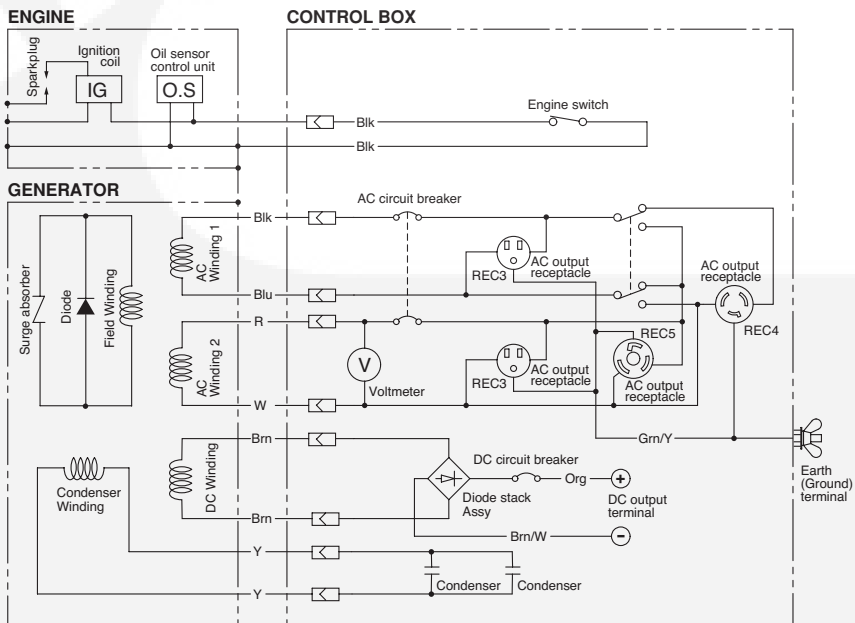 ENGINE
CONTROL BOX
Sparkplug
Ignition
coil
IG
Oil sensor
control unit
O.S
Engine switch
Blk
Blk
GENERATOR
Surge absorber
Diode
Field Winding
AC
Winding 1
Blk
Blu
AC circuit breaker
REC3
AC output
receptacle
AC output
receptacle
REC4
AC
Winding 2
R
W
V
Voltmeter
REC3
AC output
receptacle
REC5
AC output
receptacle
Grn/Y
Earth
(Ground)
terminal
DC Winding
Brn
Brn
DC circuit breaker
Diode stack
Assy
Org
+
DC output
terminal
Brn/W
−
Condenser
Winding
Y
Y
Condenser
Condenser